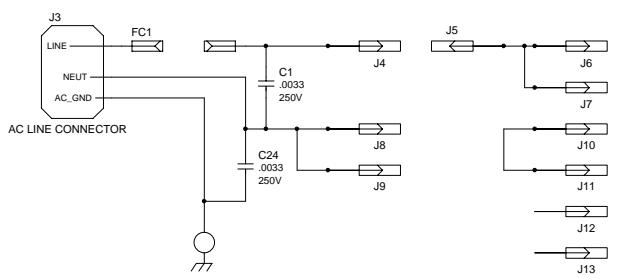 J3
FC1
LINE
NEUT
AC_GND
AC LINE CONNECTOR
C1
.0033
250V
C24
.0033
250V
J4
J8
J9
J5
J6
J7
J10
J11
J12
J13